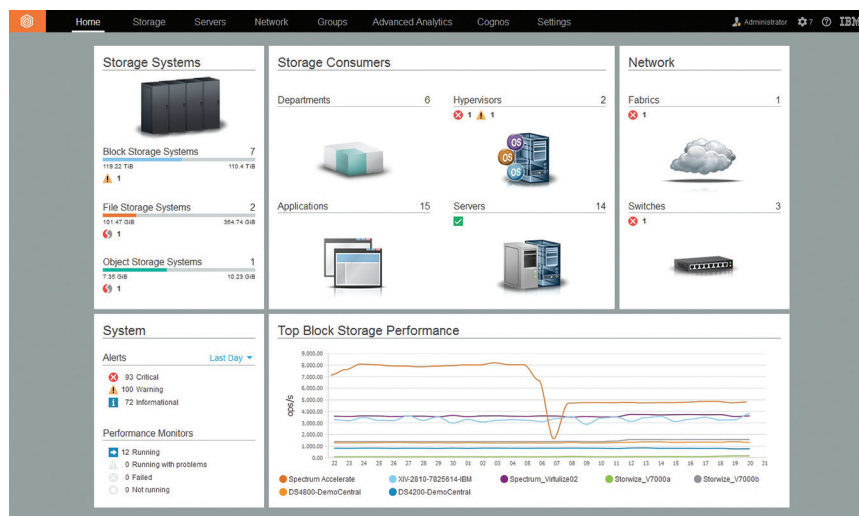 Home Storage Servers Network Groups Advanced Analytics Cognos Settings Administrator 7 IBM
Storage Systems
Block Storage Systems 7
119.22 TiB 110.4 TiB
1
File Storage Systems 2
101.47 GiB 364.74 GiB
1
Object Storage Systems 1
7.35 GiB 10.23 GiB
1
Storage Consumers
Departments 6
Hypervisors 2
1 1
OS
OS
OS
Applications 15
Servers 14
Network
Fabrics 1
1
Switches 3
1
System
Alerts Last Day
93 Critical
100 Warning
72 Informational
Performance Monitors
12 Running
0 Running with problems
0 Failed
0 Not running
Top Block Storage Performance
ops/s
9.000.00
8.000.00
7.000.00
6.000.00
5.000.00
4.000.00
3.000.00
2.000.00
1.000.00
0.00
22 23 24 25 26 27 28 29 30 01 02 03 04 05 06 07 08 09 10 11 12 13 14 15 16 17 18 19 20 21
Spectrum Accelerate XIV-2810-7825614-IBM Spectrum_Virtulize02 Storwize_V7000a Storwize_V7000b
DS4800-DemoCentral DS4200-DemoCentral